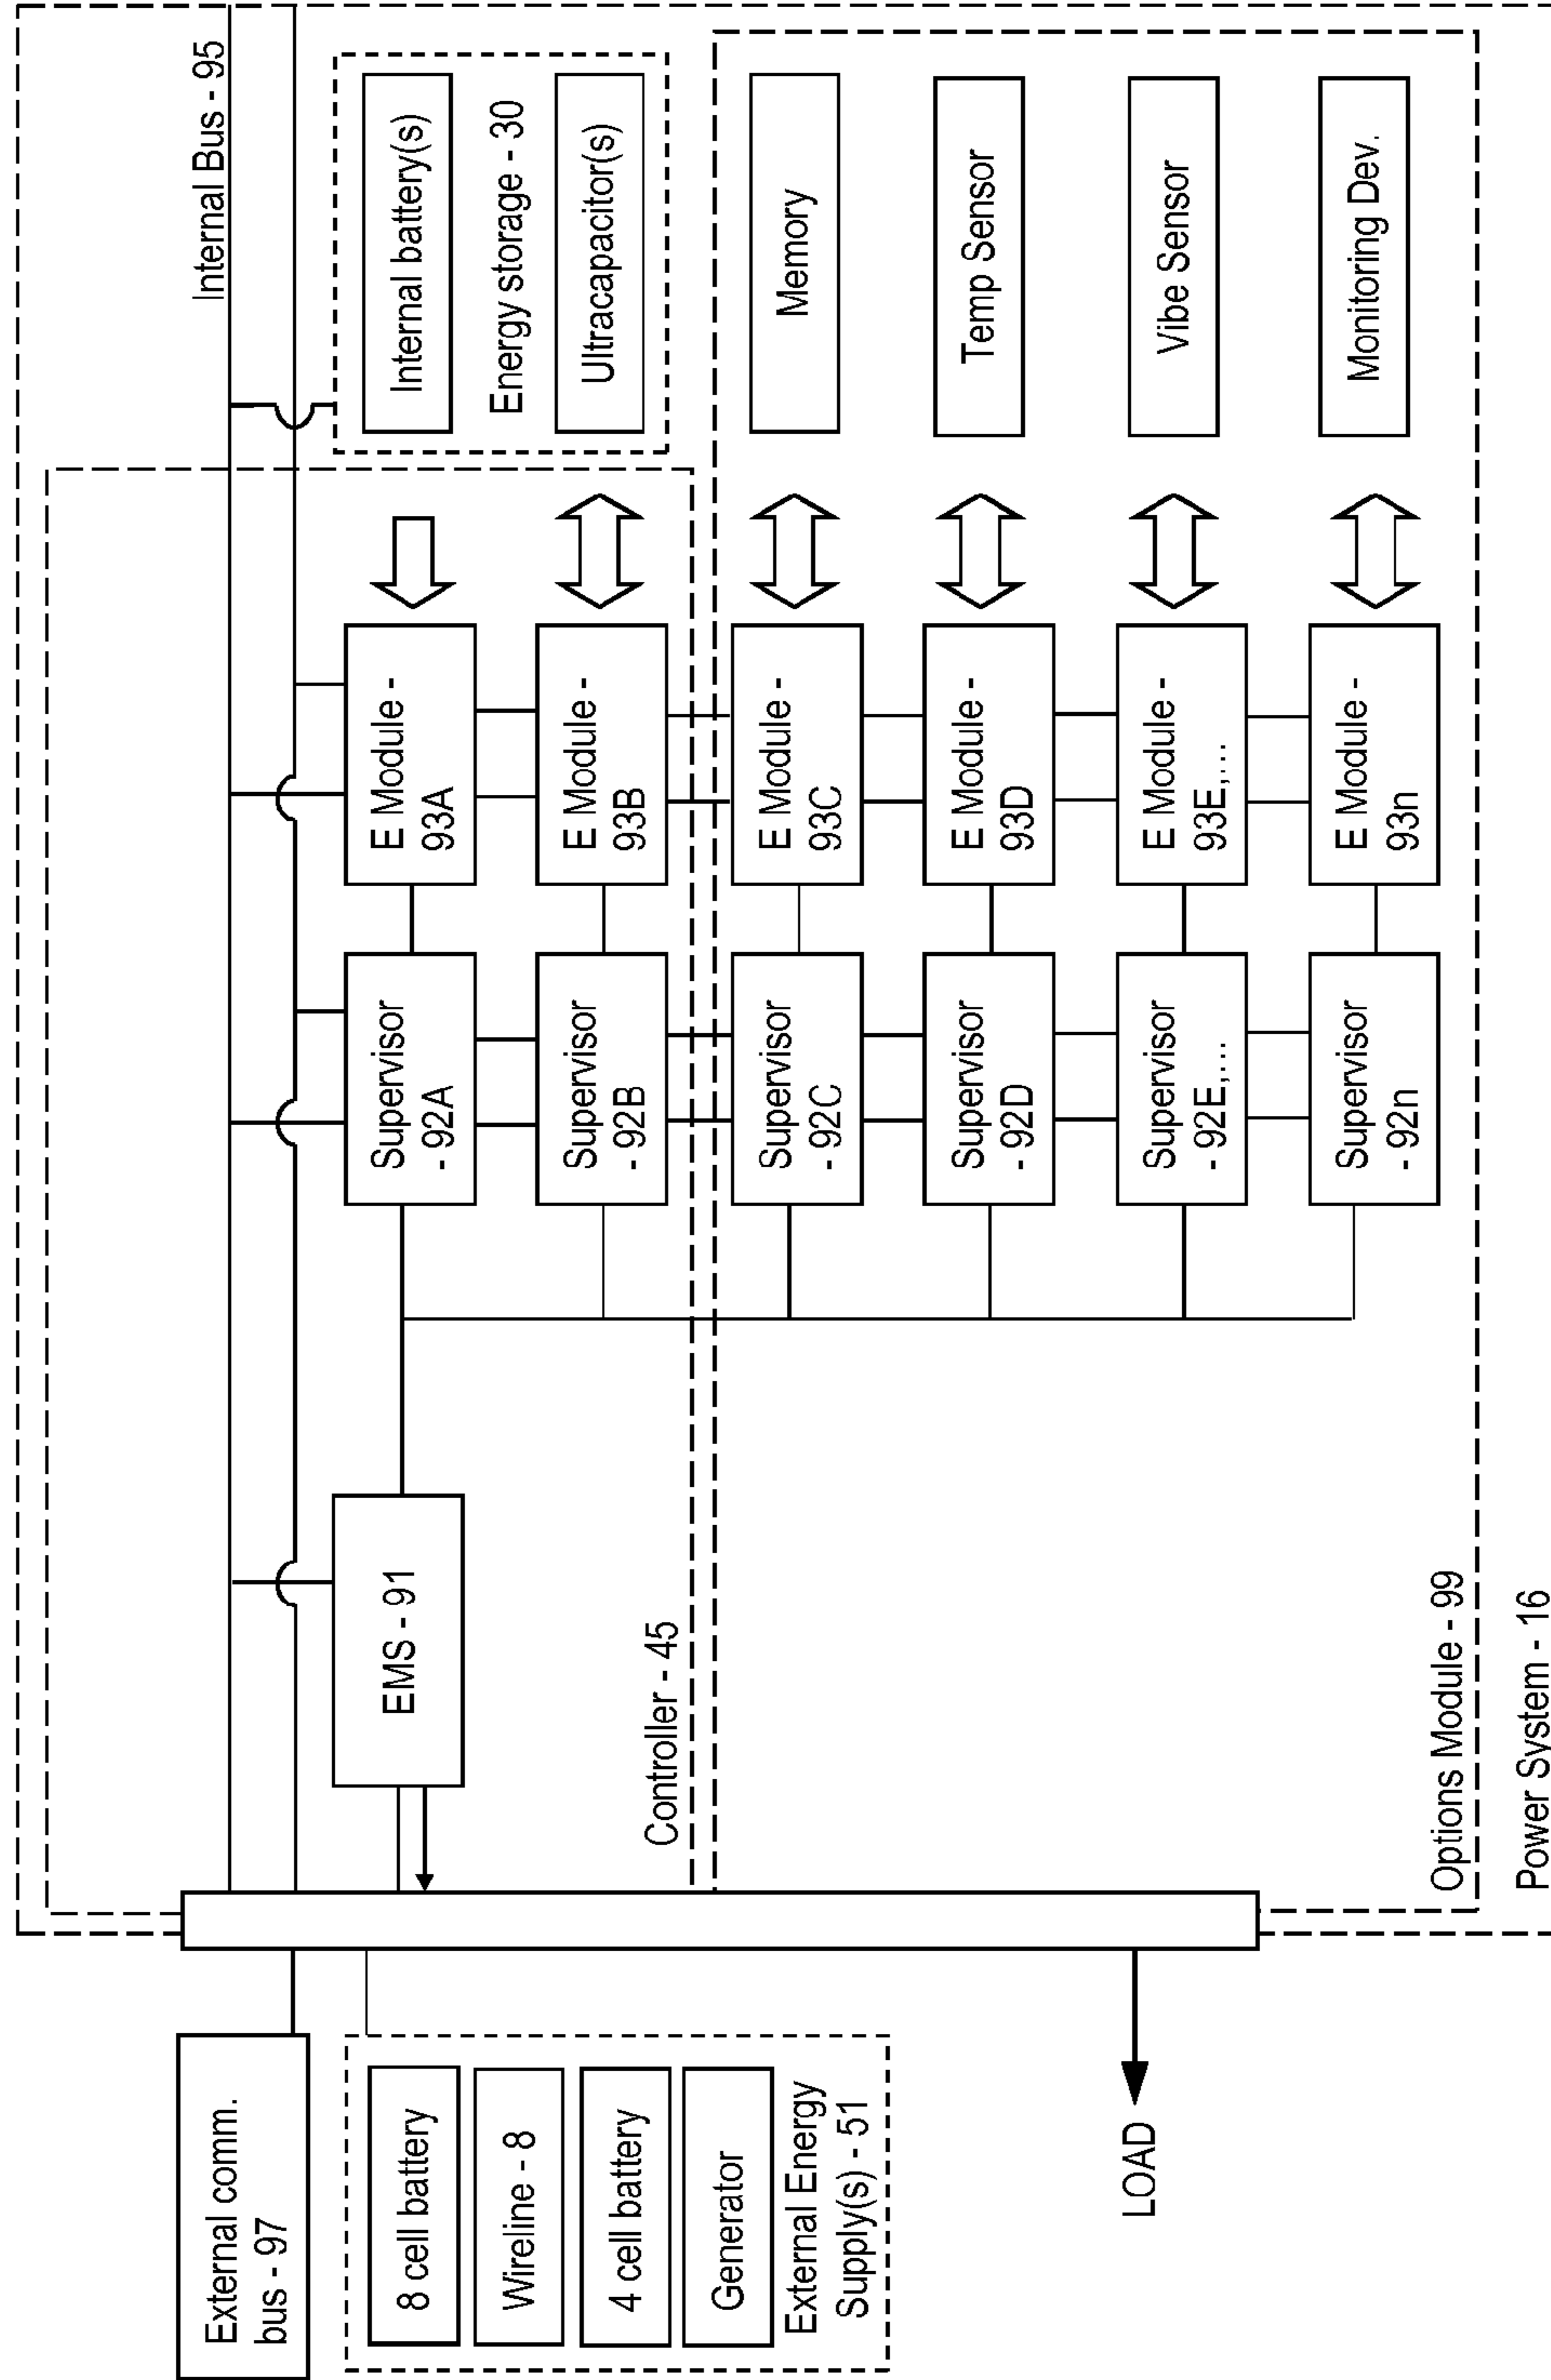 External comm.
bus - 97
8 cell battery
Wireline - 8
4 cell battery
Generator
External Energy
Supply(s) - 51
LOAD
Internal Bus - 95
EMS - 91
Controller - 45
Supervisor
- 92A
E Module -
93A
Internal battery(s)
Energy storage - 30
Supervisor
- 92B
E Module -
93B
Ultracapacitor(s)
Supervisor
- 92C
E Module -
93C
Memory
Supervisor
- 92D
E Module -
93D
Temp Sensor
Supervisor
- 92E,...
E Module -
93E,...
Vibe Sensor
Supervisor
- 92n
E Module -
93n
Monitoring Dev.
Options Module - 99
Power System - 16